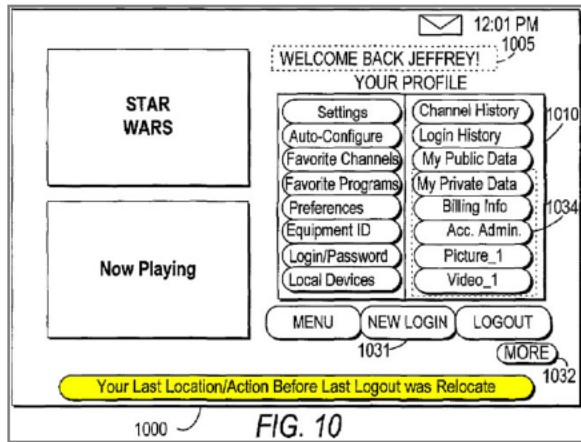 12:01 PM
1005
WELCOME BACK JEFFREY!
YOUR PROFILE
STAR
WARS
Settings
Auto-Configure
Favorite Channels
Favorite Programs
Preferences
Equipment ID
Login/Password
Local Devices
Channel History
Login History
My Public Data
My Private Data
Billing Info
Acc. Admin.
Picture_1
Video_1
1010
1034
Now Playing
MENU
NEW LOGIN
LOGOUT
1031
MORE
1032
Your Last Location/Action Before Last Logout was Relocate
1000
FIG. 10